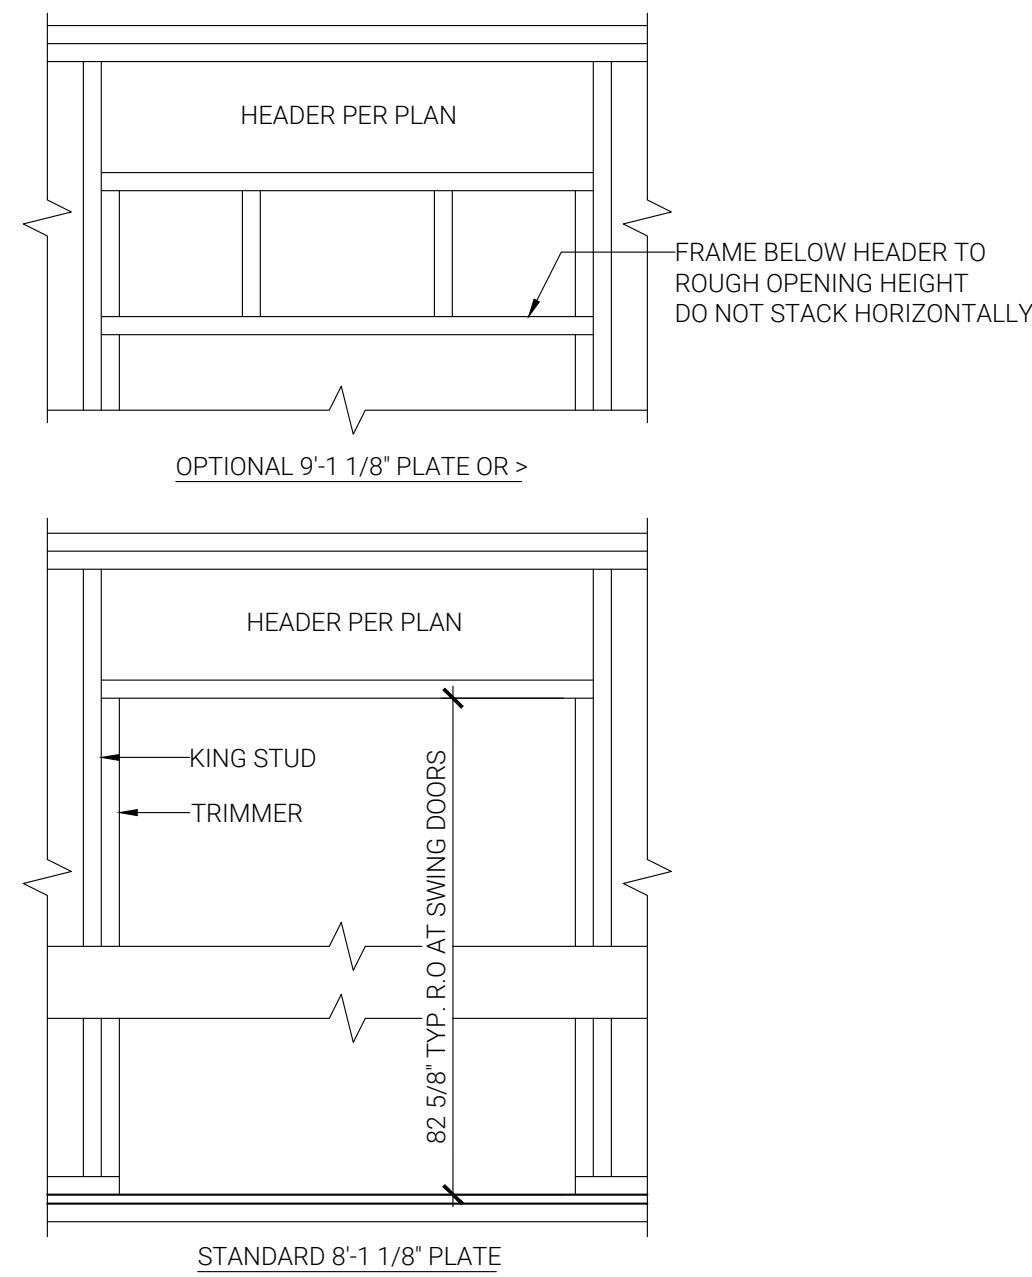 HEADER PER PLAN
FRAME BELOW HEADER TO
ROUGH OPENING HEIGHT
DO NOT STACK HORIZONTALLY
OPTIONAL 9'-1 1/8" PLATE OR >
HEADER PER PLAN
KING STUD
TRIMMER
82 5/8" TYP. R.O AT SWING DOORS
STANDARD 8'-1 1/8" PLATE